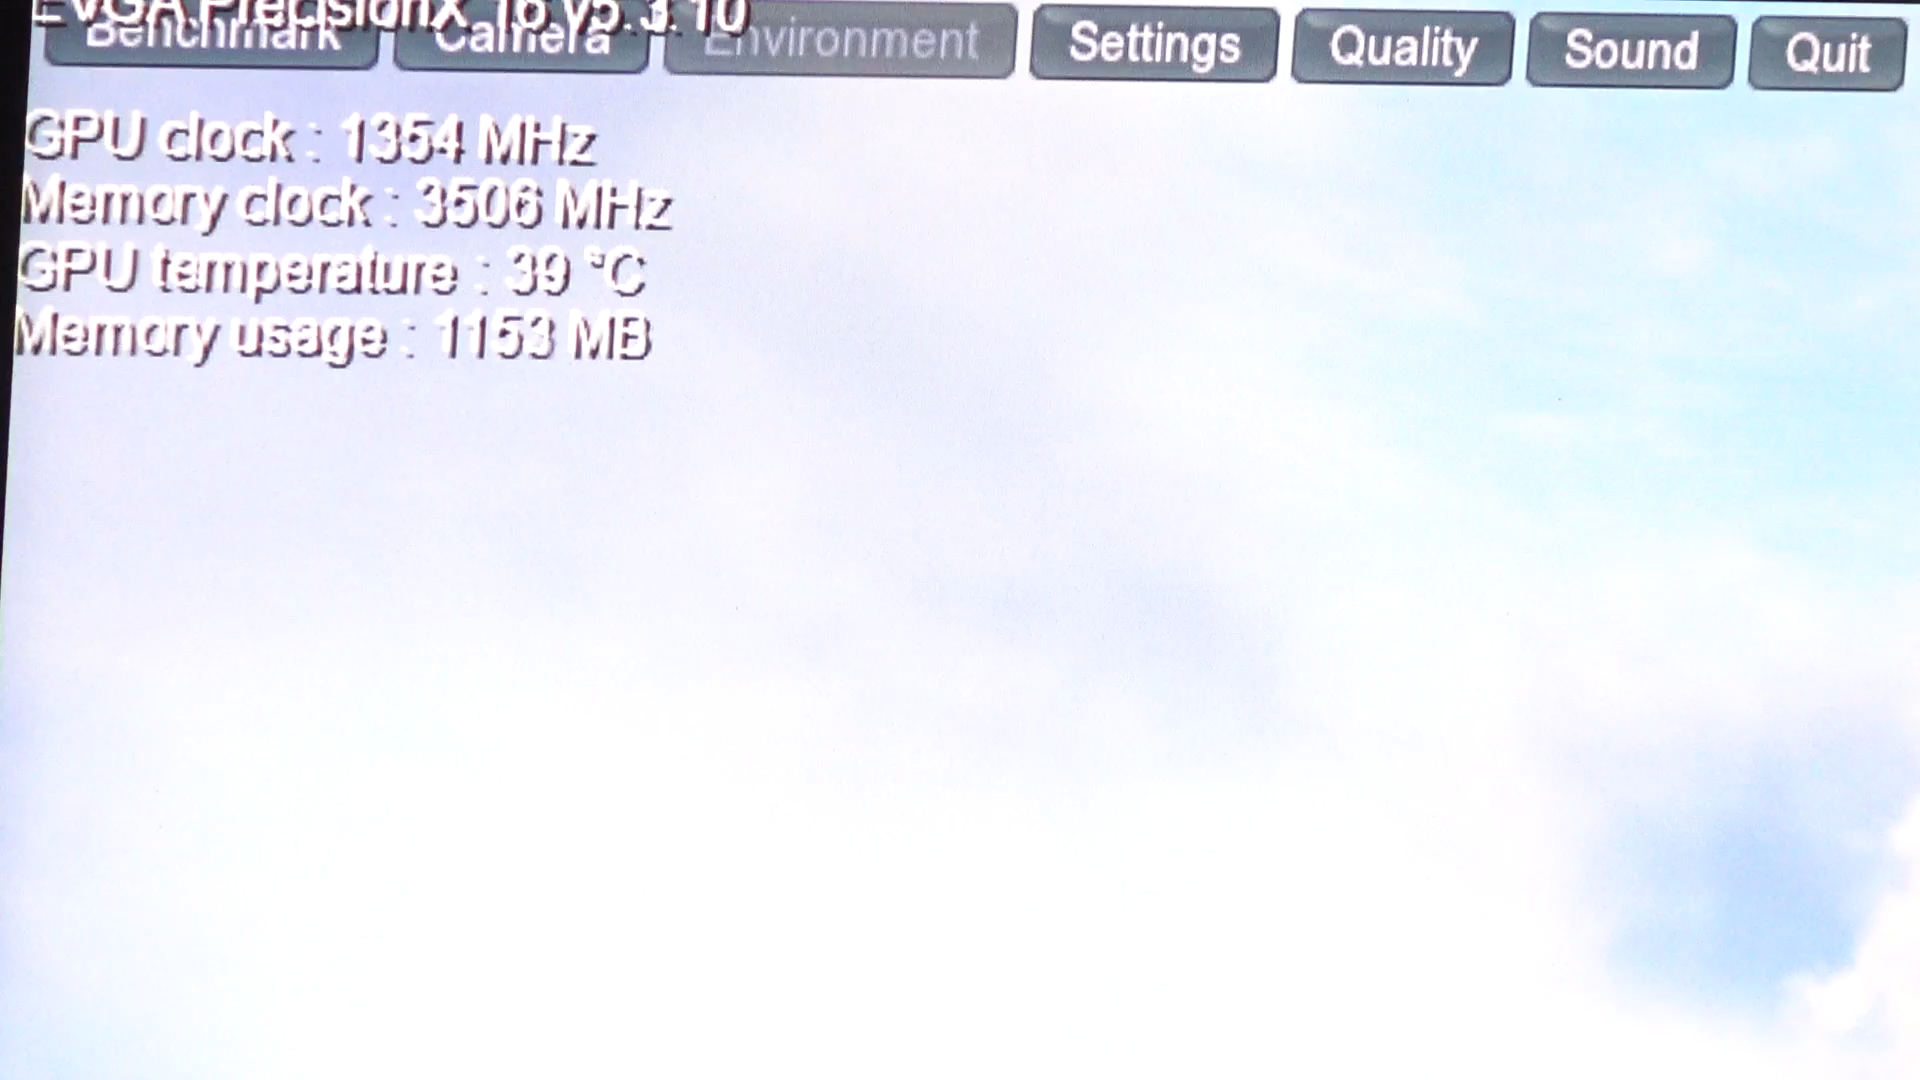 EVGA PrecisionX 16 v5.3.10
Benchmark Camera Environment Settings Quality Sound Quit
GPU clock : 1354 MHz
Memory clock : 3506 MHz
GPU temperature : 39 °C
Memory usage : 1153 MB